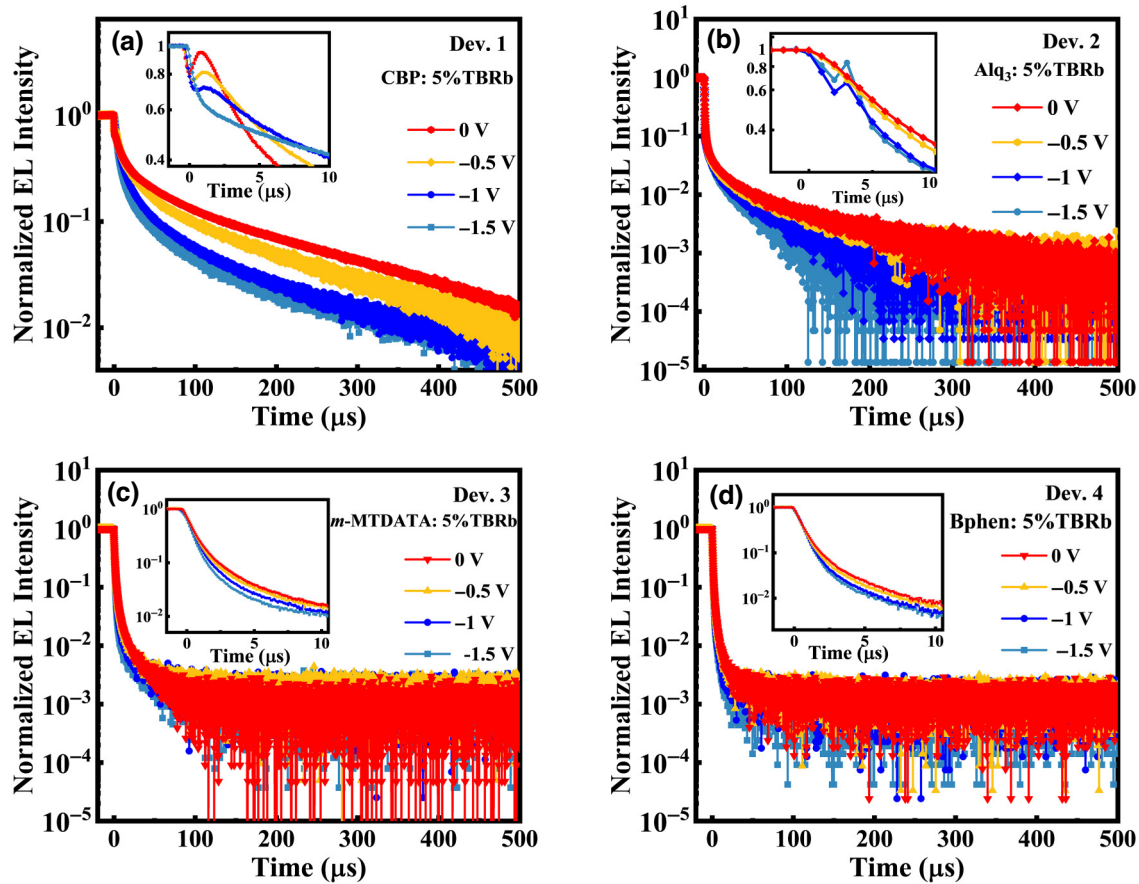 (a)
Dev. 1
CBP: 5%TBRb
1
0.8
0.6
0.4
0
5
10
Time (μs)
0 V
−0.5 V
−1 V
−1.5 V
10⁰
10⁻¹
10⁻²
Normalized EL Intensity
0
100
200
300
400
500
Time (μs)
(b)
Dev. 2
Alq₃: 5%TBRb
1
0.8
0.6
0.4
0
5
10
Time (μs)
0 V
−0.5 V
−1 V
−1.5 V
10¹
10⁰
10⁻¹
10⁻²
10⁻³
10⁻⁴
10⁻⁵
Normalized EL Intensity
0
100
200
300
400
500
Time (μs)
(c)
Dev. 3
m-MTDATA: 5%TBRb
10⁰
10⁻¹
10⁻²
0
5
10
Time (μs)
0 V
−0.5 V
−1 V
-1.5 V
10¹
10⁰
10⁻¹
10⁻²
10⁻³
10⁻⁴
10⁻⁵
Normalized EL Intensity
0
100
200
300
400
500
Time (μs)
(d)
Dev. 4
Bphen: 5%TBRb
10⁰
10⁻¹
10⁻²
0
5
10
Time (μs)
0 V
−0.5 V
−1 V
−1.5 V
10¹
10⁰
10⁻¹
10⁻²
10⁻³
10⁻⁴
10⁻⁵
Normalized EL Intensity
0
100
200
300
400
500
Time (μs)